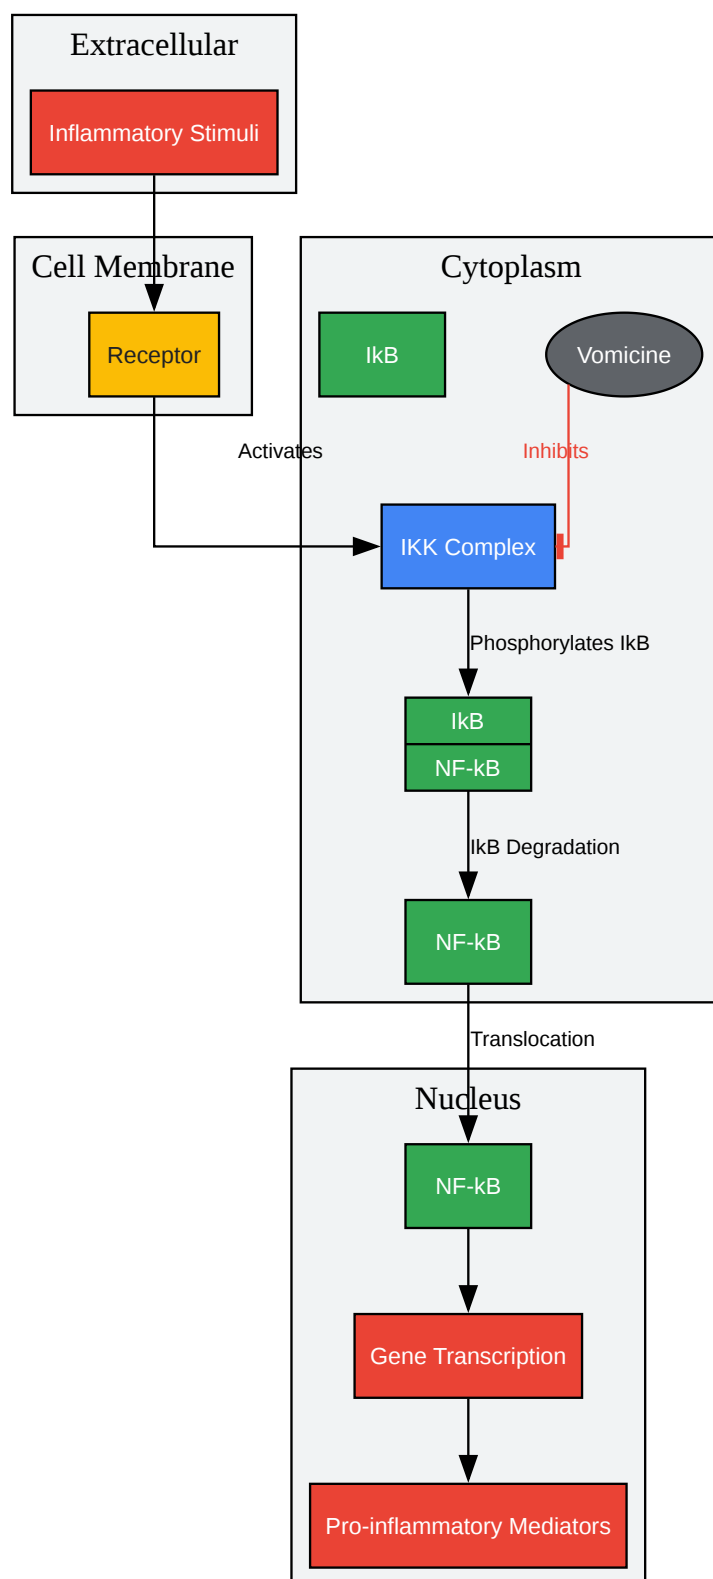 Extracellular
Inflammatory Stimuli
Cell Membrane
Receptor
Cytoplasm
IkB
Vomicine
Activates
Inhibits
IKK Complex
Phosphorylates IkB
IkB
NF-kB
IkB Degradation
NF-kB
Translocation
Nucleus
NF-kB
Gene Transcription
Pro-inflammatory Mediators